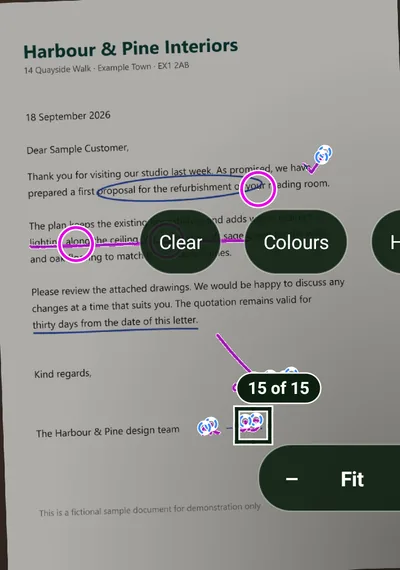 Harbour & Pine Interiors
14 Quayside Walk · Example Town · EX1 2AB
18 September 2026
Dear Sample Customer,
Thank you for visiting our studio last week. As promised, we have
prepared a first proposal for the refurbishment of your reading room.
The plan keeps the existing and adds
lighting along the ceiling sage
and oak to match
Clear
Colours
H
Please review the attached drawings. We would be happy to discuss any
changes at a time that suits you. The quotation remains valid for
thirty days from the date of this letter.
Kind regards,
15 of 15
The Harbour & Pine design team
− Fit
This is a fictional sample document for demonstration only